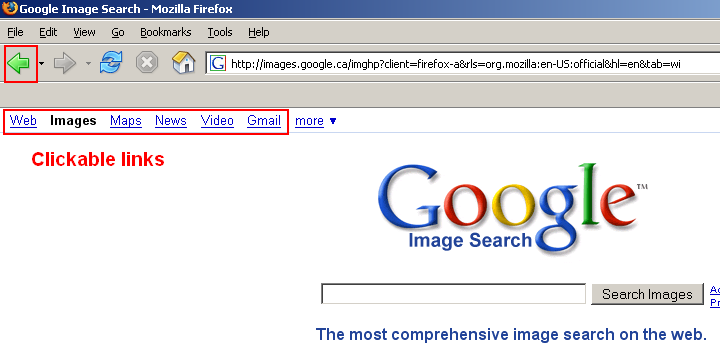 Google Image Search - Mozilla Firefox
File Edit View Go Bookmarks Tools Help
G http://images.google.ca/imghp?client=firefox-a&rls=org.mozilla:en-US:official&hl=en&tab=wi
Web Images Maps News Video Gmail more ▼
Clickable links
Google™
Image Search
Search Images
The most comprehensive image search on the web.